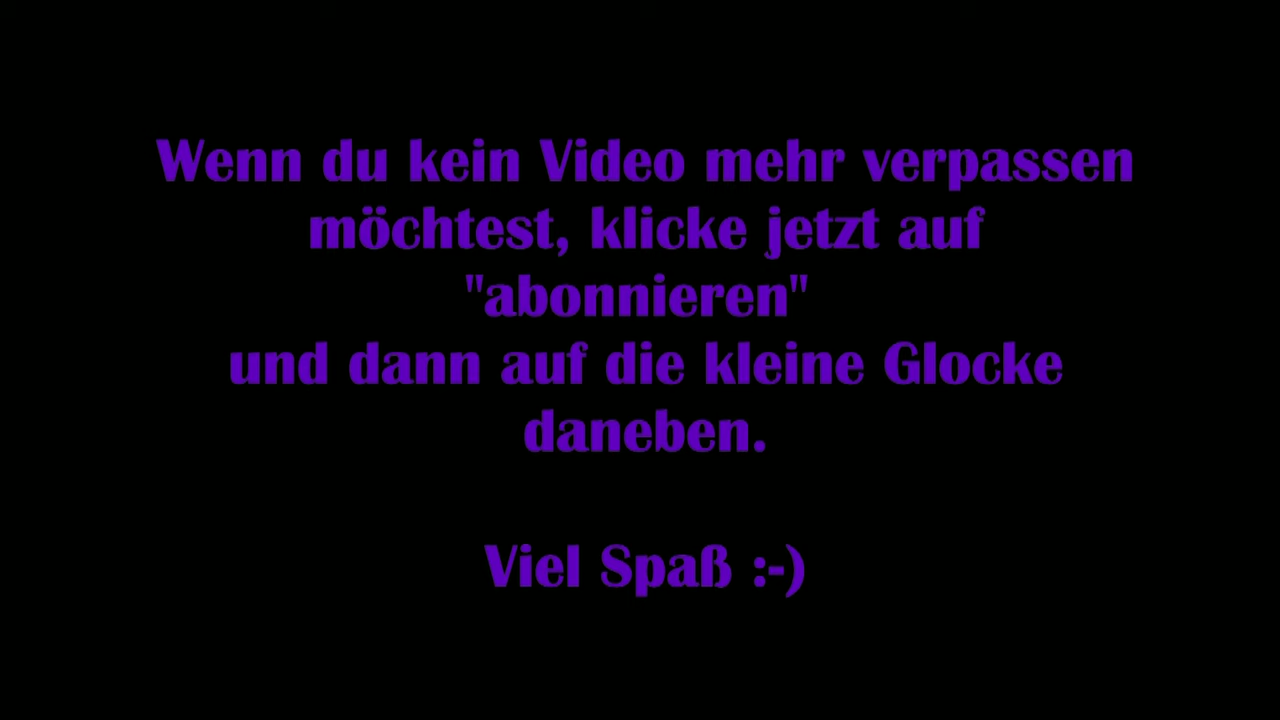 Wenn du kein Video mehr verpassen
möchtest, klicke jetzt auf
"abonnieren"
und dann auf die kleine Glocke
daneben.
Viel Spaß :-)